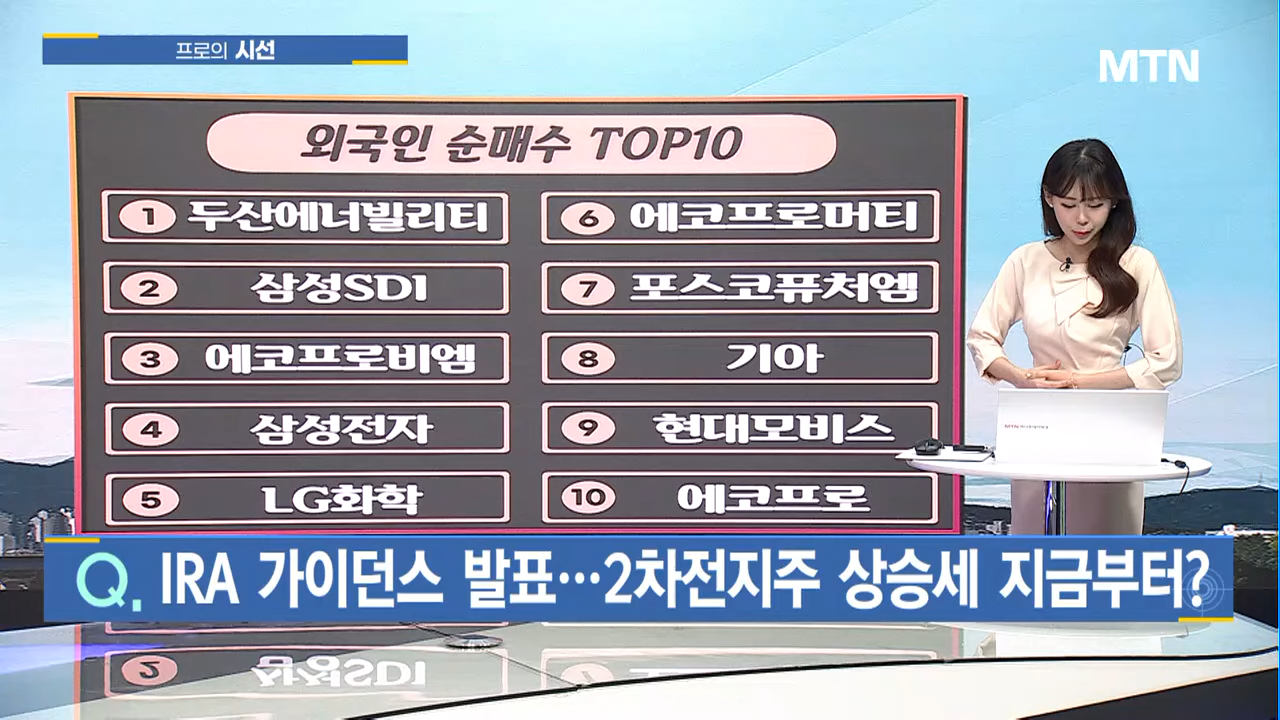 프로의 시선
MTN
외국인 순매수 TOP10
1 두산에너빌리티
2 삼성SDI
3 에코프로비엠
4 삼성전자
5 LG화학
6 에코프로머티
7 포스코퓨처엠
8 기아
9 현대모비스
10 에코프로
Q. IRA 가이던스 발표…2차전지주 상승세 지금부터?